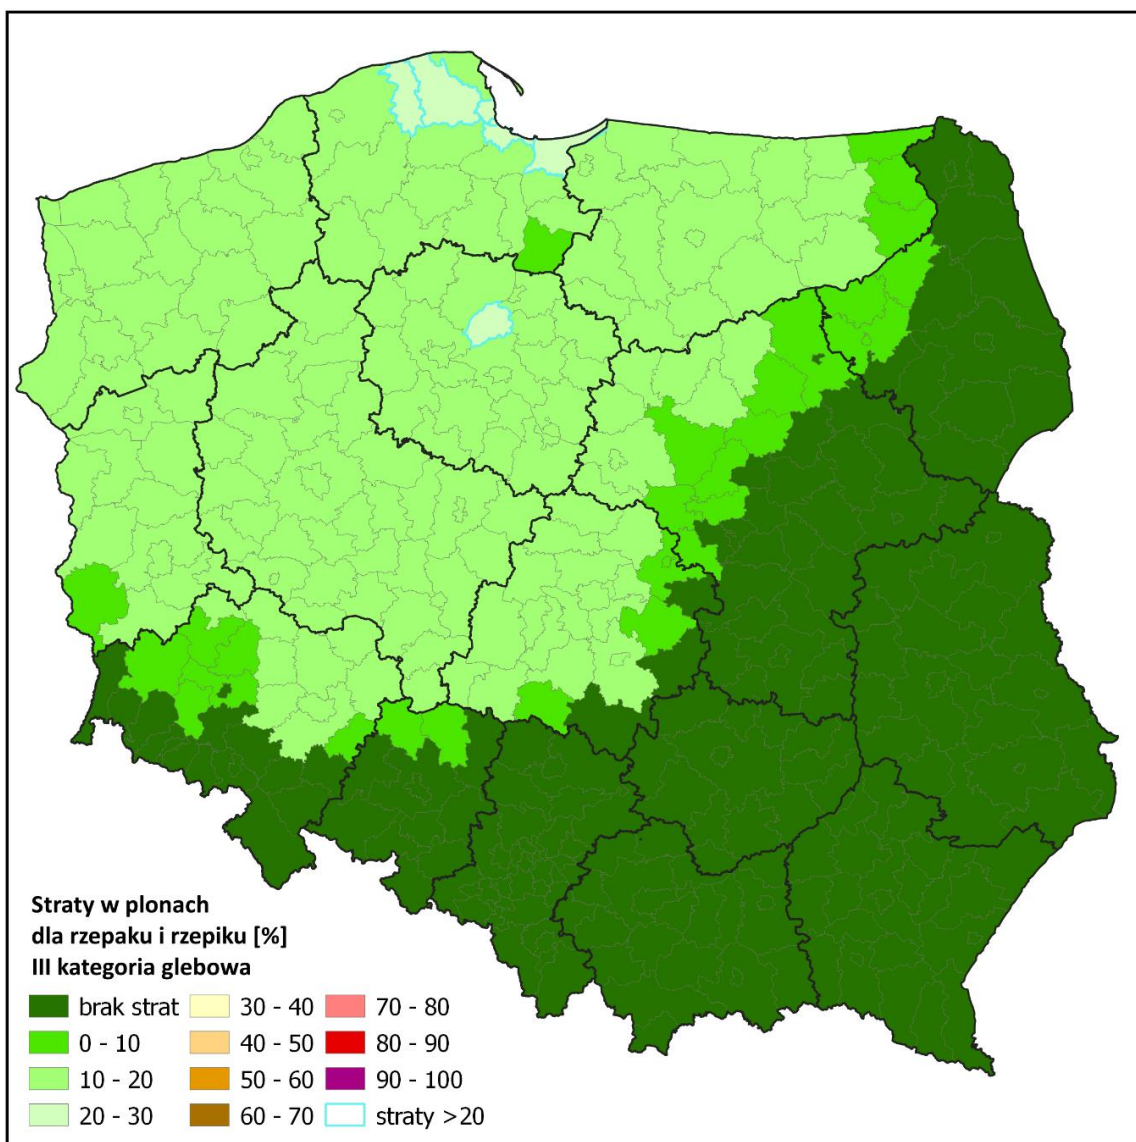 Straty w plonach
dla rzepaku i rzepiku [%]
III kategoria glebowa
brak strat
0 - 10
10 - 20
20 - 30
30 - 40
40 - 50
50 - 60
60 - 70
70 - 80
80 - 90
90 - 100
straty >20